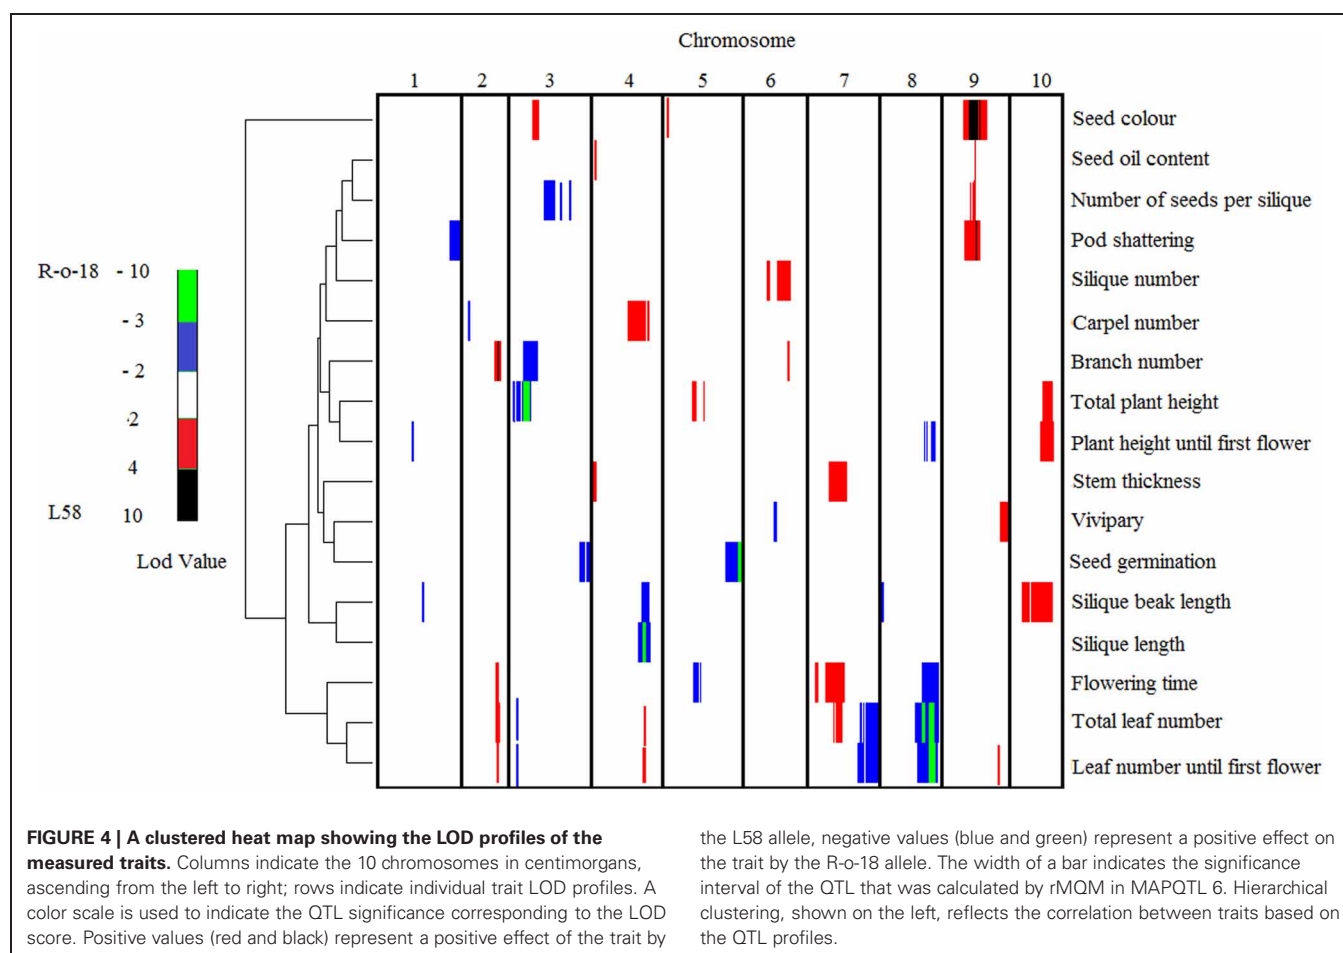 Chromosome
1 2 3 4 5 6 7 8 9 10
Seed colour
Seed oil content
Number of seeds per silique
Pod shattering
Silique number
Carpel number
Branch number
Total plant height
Plant height until first flower
Stem thickness
Vivipary
Seed germination
Silique beak length
Silique length
Flowering time
Total leaf number
Leaf number until first flower
R-o-18 - 10
- 3
- 2
2
4
L58 10
Lod Value
FIGURE 4 | A clustered heat map showing the LOD profiles of the
measured traits. Columns indicate the 10 chromosomes in centimorgans,
ascending from the left to right; rows indicate individual trait LOD profiles. A
color scale is used to indicate the QTL significance corresponding to the LOD
score. Positive values (red and black) represent a positive effect of the trait by
the L58 allele, negative values (blue and green) represent a positive effect on
the trait by the R-o-18 allele. The width of a bar indicates the significance
interval of the QTL that was calculated by rMQM in MAPQTL 6. Hierarchical
clustering, shown on the left, reflects the correlation between traits based on
the QTL profiles.